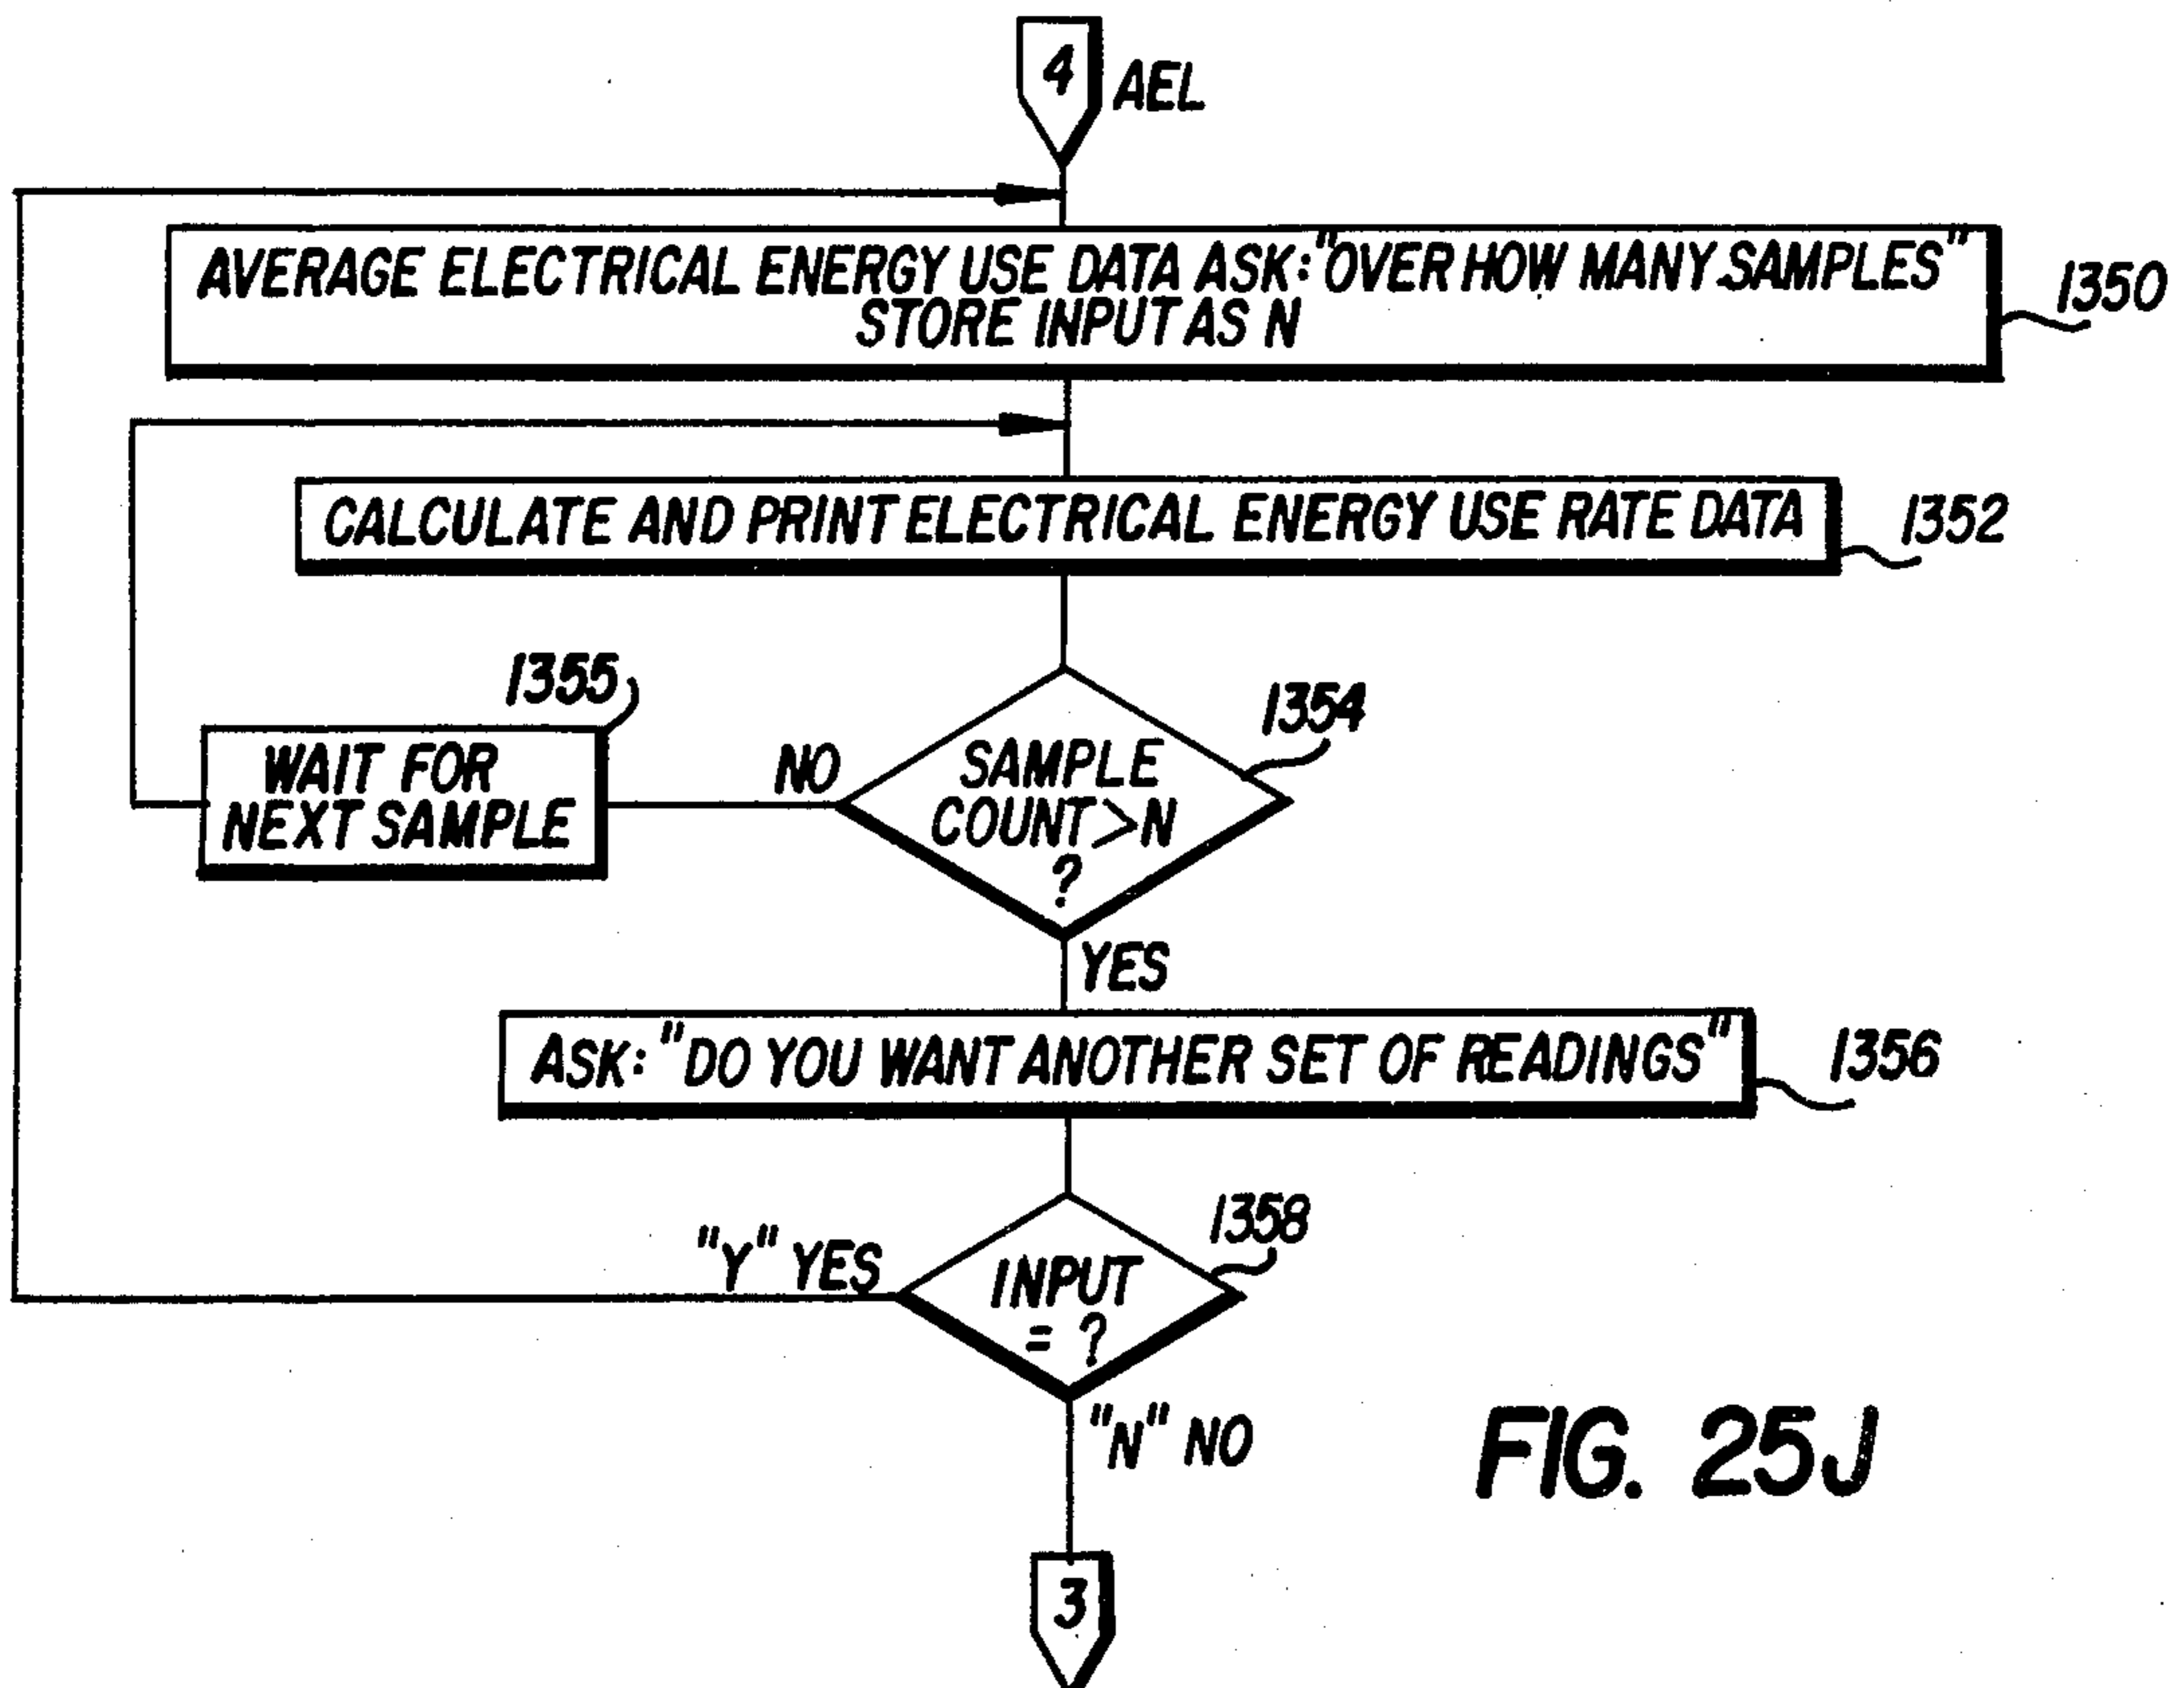 4
AEL
AVERAGE ELECTRICAL ENERGY USE DATA ASK: "OVER HOW MANY SAMPLES"
STORE INPUT AS N
1350
CALCULATE AND PRINT ELECTRICAL ENERGY USE RATE DATA
1352
1355
WAIT FOR
NEXT SAMPLE
NO
SAMPLE
COUNT>N
?
1354
YES
ASK: "DO YOU WANT ANOTHER SET OF READINGS"
1356
"Y" YES
INPUT
= ?
1358
"N" NO
3
FIG. 25J